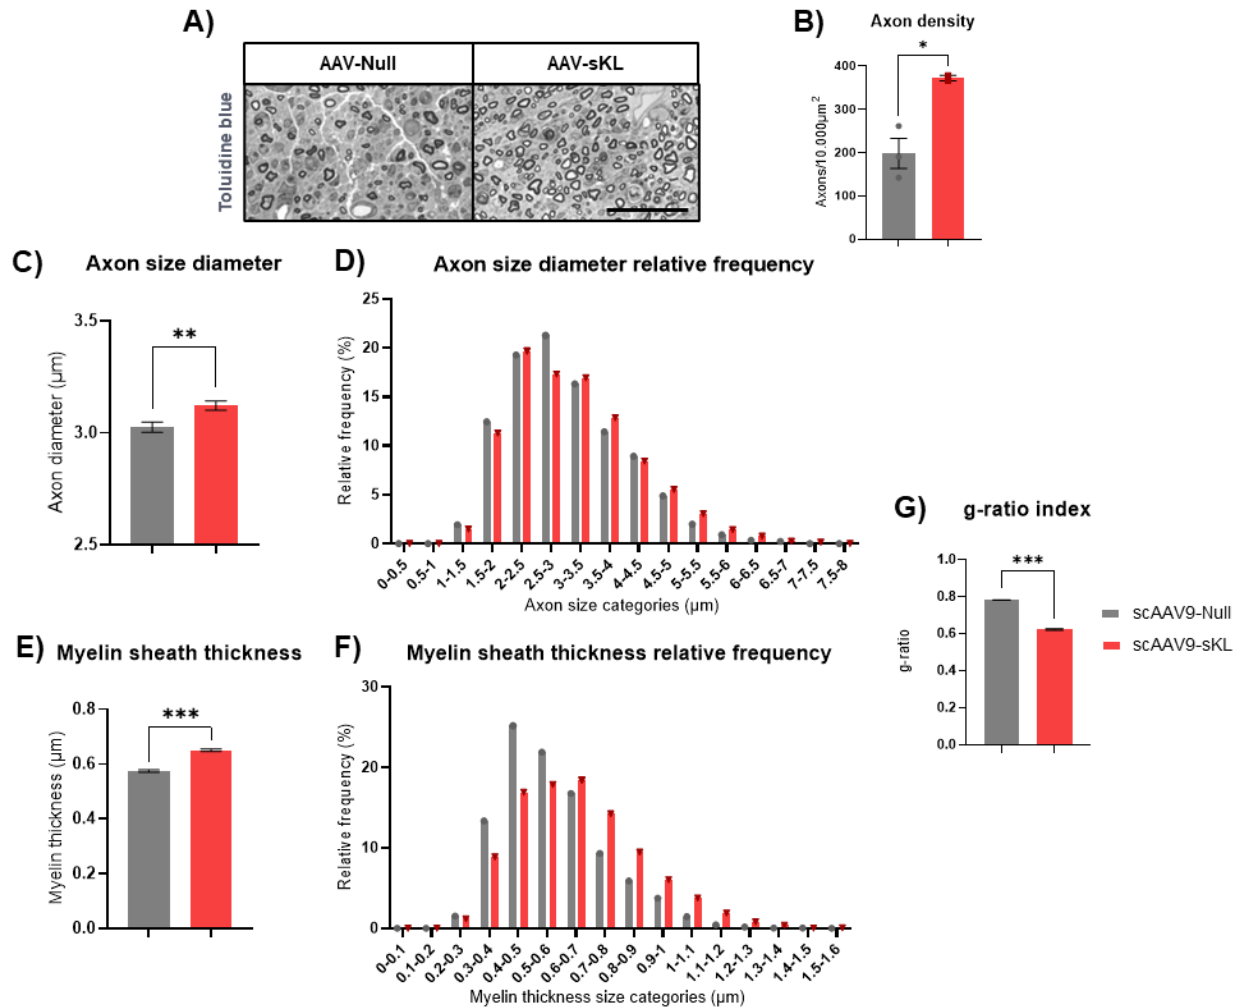 A)
AAV-Null AAV-sKL
Toluidine blue
B)
Axon density
*
400
300
200
100
0
Axons/10.000µm²
C)
Axon size diameter
3.5
3.0
2.5
Axon diameter (µm)
**
D)
Axon size diameter relative frequency
25
20
15
10
5
0
Relative frequency (%)
0-0.5 0.5-1 1-1.5 1.5-2 2-2.5 2.5-3 3-3.5 3.5-4 4-4.5 4.5-5 5-5.5 5.5-6 6-6.5 6.5-7 7-7.5 7.5-8
Axon size categories (µm)
E)
Myelin sheath thickness
0.8
0.6
0.4
0.2
0.0
Myelin thickness (µm)
***
F)
Myelin sheath thickness relative frequency
30
20
10
0
Relative frequency (%)
0-0.1 0.1-0.2 0.2-0.3 0.3-0.4 0.4-0.5 0.5-0.6 0.6-0.7 0.7-0.8 0.8-0.9 0.9-1 1-1.1 1.1-1.2 1.2-1.3 1.3-1.4 1.4-1.5 1.5-1.6
Myelin thickness size categories (µm)
G)
g-ratio index
1.0
0.8
0.6
0.4
0.2
0.0
g-ratio
***
scAAV9-Null
scAAV9-sKL